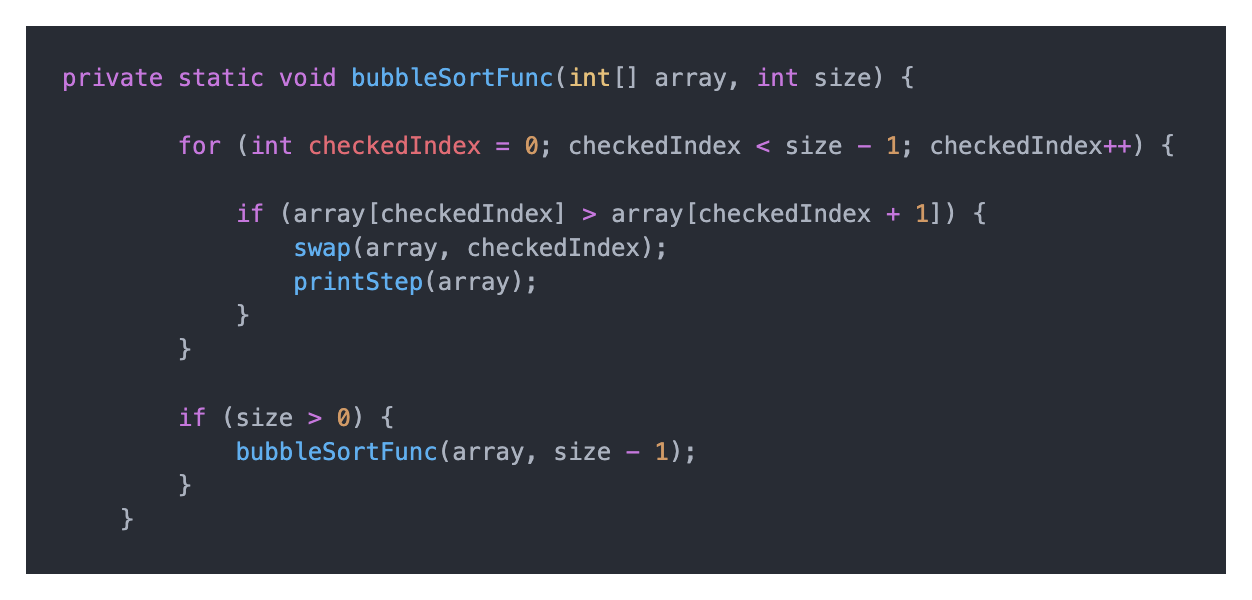 private static void bubbleSortFunc(int[] array, int size) {
for (int checkedIndex = 0; checkedIndex < size - 1; checkedIndex++) {
if (array[checkedIndex] > array[checkedIndex + 1]) {
swap(array, checkedIndex);
printStep(array);
}
}
if (size > 0) {
bubbleSortFunc(array, size - 1);
}
}